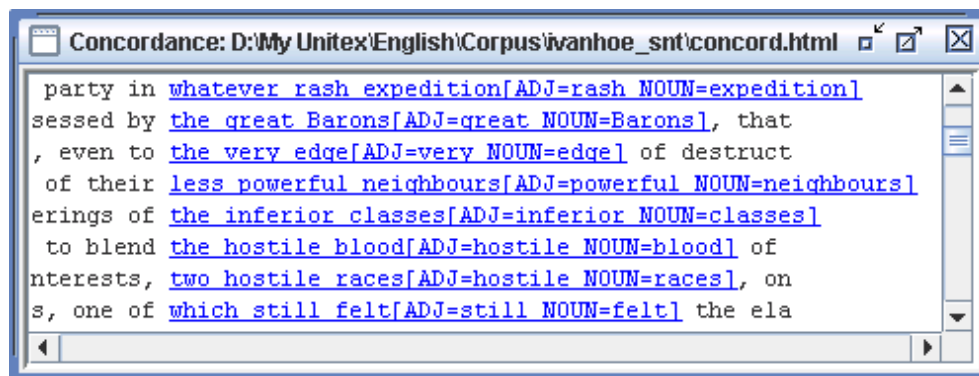 Concordance: D:\My Unitex\English\Corpus\ivanhoe_snt\concord.html
party in whatever rash expedition[ADJ=rash NOUN=expedition]
sessed by the great Barons[ADJ=great NOUN=Barons], that
, even to the very edge[ADJ=very NOUN=edge] of destruct
of their less powerful neighbours[ADJ=powerful NOUN=neighbours]
erings of the inferior classes[ADJ=inferior NOUN=classes]
to blend the hostile blood[ADJ=hostile NOUN=blood] of
nterests, two hostile races[ADJ=hostile NOUN=races], on
s, one of which still felt[ADJ=still NOUN=felt] the ela